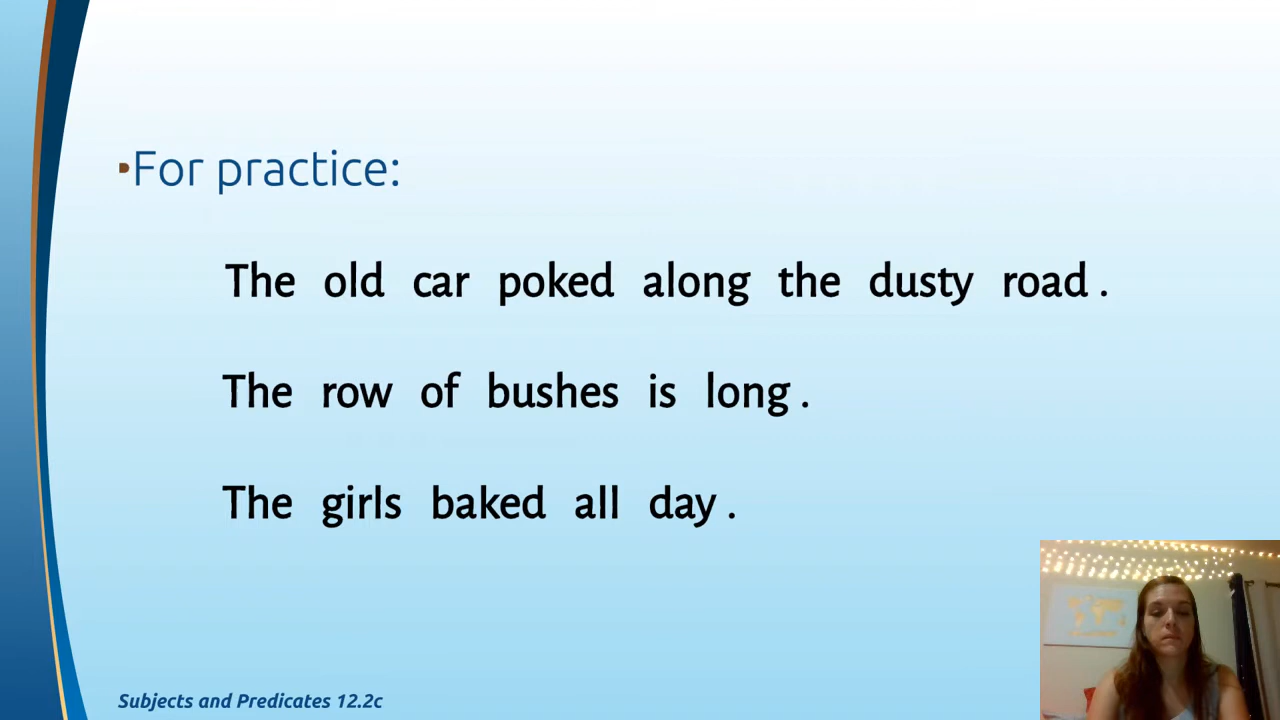 For practice:
The old car poked along the dusty road .
The row of bushes is long .
The girls baked all day .
Subjects and Predicates 12.2c